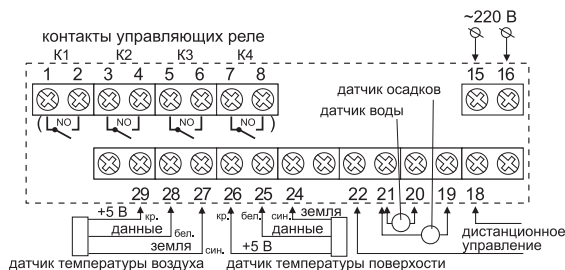 ~220 В
контакты управляющих реле
К1 К2 К3 К4
1 2 3 4 5 6 7 8 15 16
датчик осадков
датчик воды
( NO NO NO NO )
29 28 27 26 25 24 22 21 20 19 18
+5 В кр. кр. бел. син. земля
данные бел. данные
земля син. +5 В
дистанционное
управление
датчик температуры воздуха датчик температуры поверхости